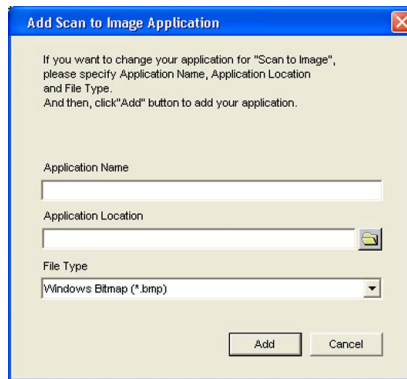 Add Scan to Image Application
If you want to change your application for "Scan to Image",
please specify Application Name, Application Location
and File Type.
And then, click"Add" button to add your application.
Application Name
Application Location
File Type
Windows Bitmap (*.bmp)
Add
Cancel